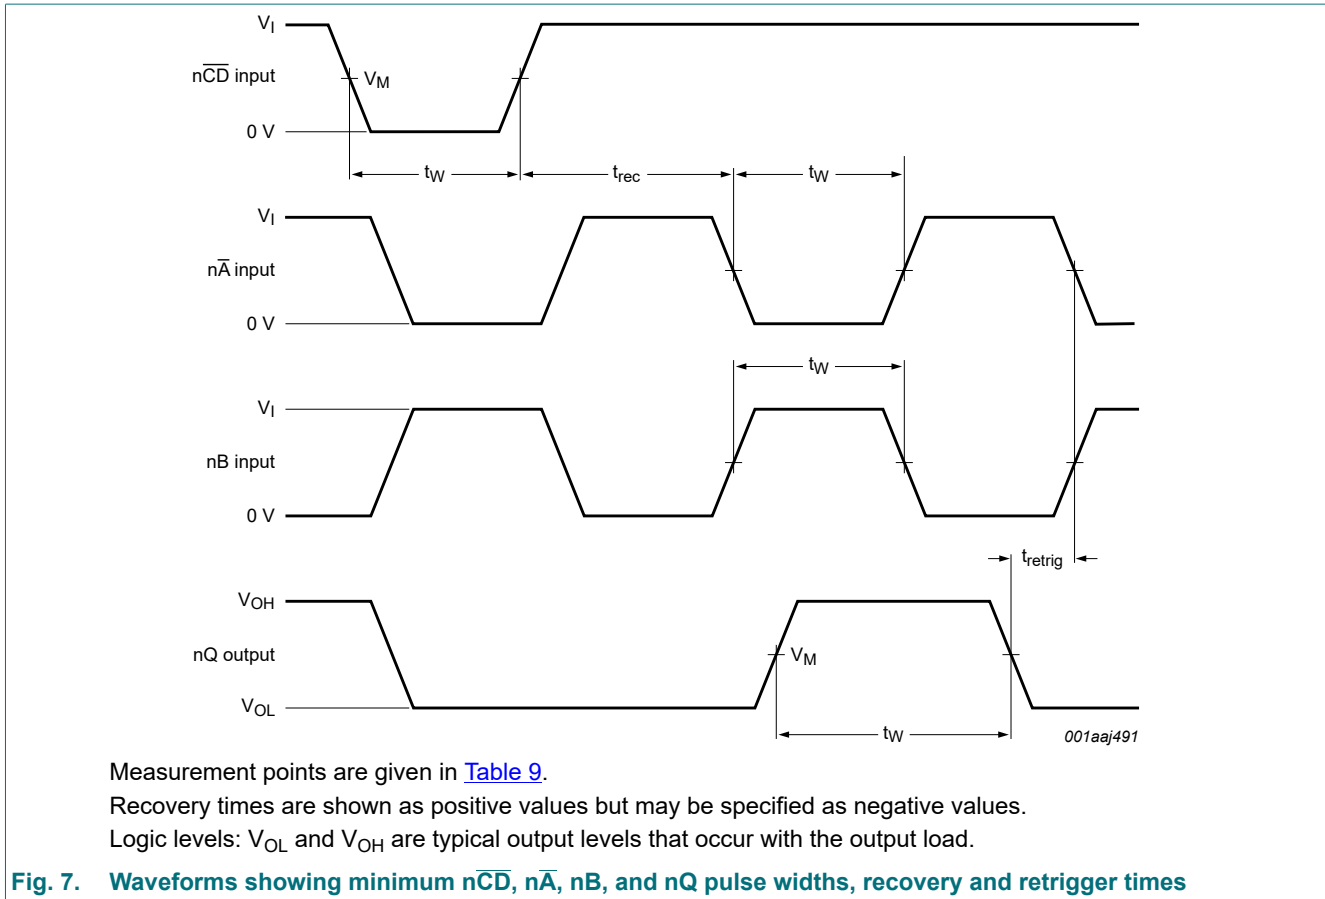 VI
nC̅D̅ input
VM
0 V
tW
trec
tW
VI
nA̅ input
0 V
tW
VI
nB input
0 V
tretrig
VOH
nQ output
VM
VOL
tW
001aaj491
Measurement points are given in Table 9.
Recovery times are shown as positive values but may be specified as negative values.
Logic levels: VOL and VOH are typical output levels that occur with the output load.
Fig. 7. Waveforms showing minimum nC̅D̅, nA̅, nB, and nQ pulse widths, recovery and retrigger times